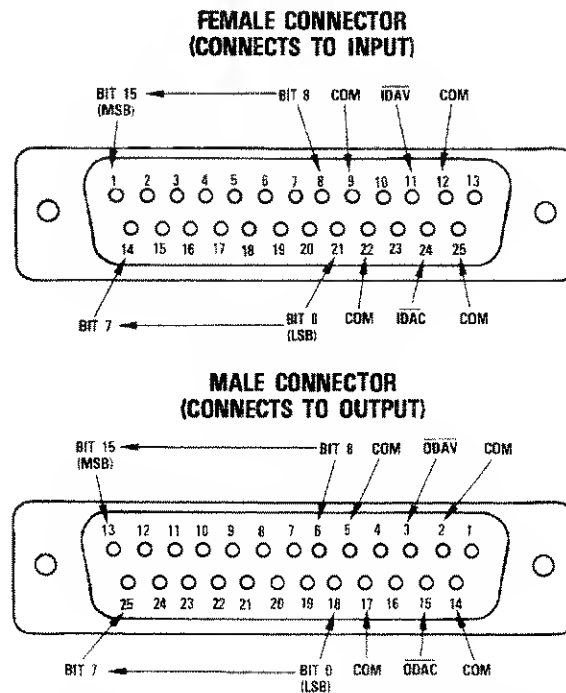 FEMALE CONNECTOR
(CONNECTS TO INPUT)
BIT 15 BIT 8 COM IDAV COM
(MSB)
1 2 3 4 5 6 7 8 9 10 11 12 13
14 15 16 17 18 19 20 21 22 23 24 25
BIT 7 BIT 0 COM IDAC COM
(LSB)
MALE CONNECTOR
(CONNECTS TO OUTPUT)
BIT 15 BIT 8 COM ODAV COM
(MSB)
13 12 11 10 9 8 7 6 5 4 3 2 1
25 24 23 22 21 20 19 18 17 16 15 14
BIT 7 BIT 0 COM ODAC COM
(LSB)